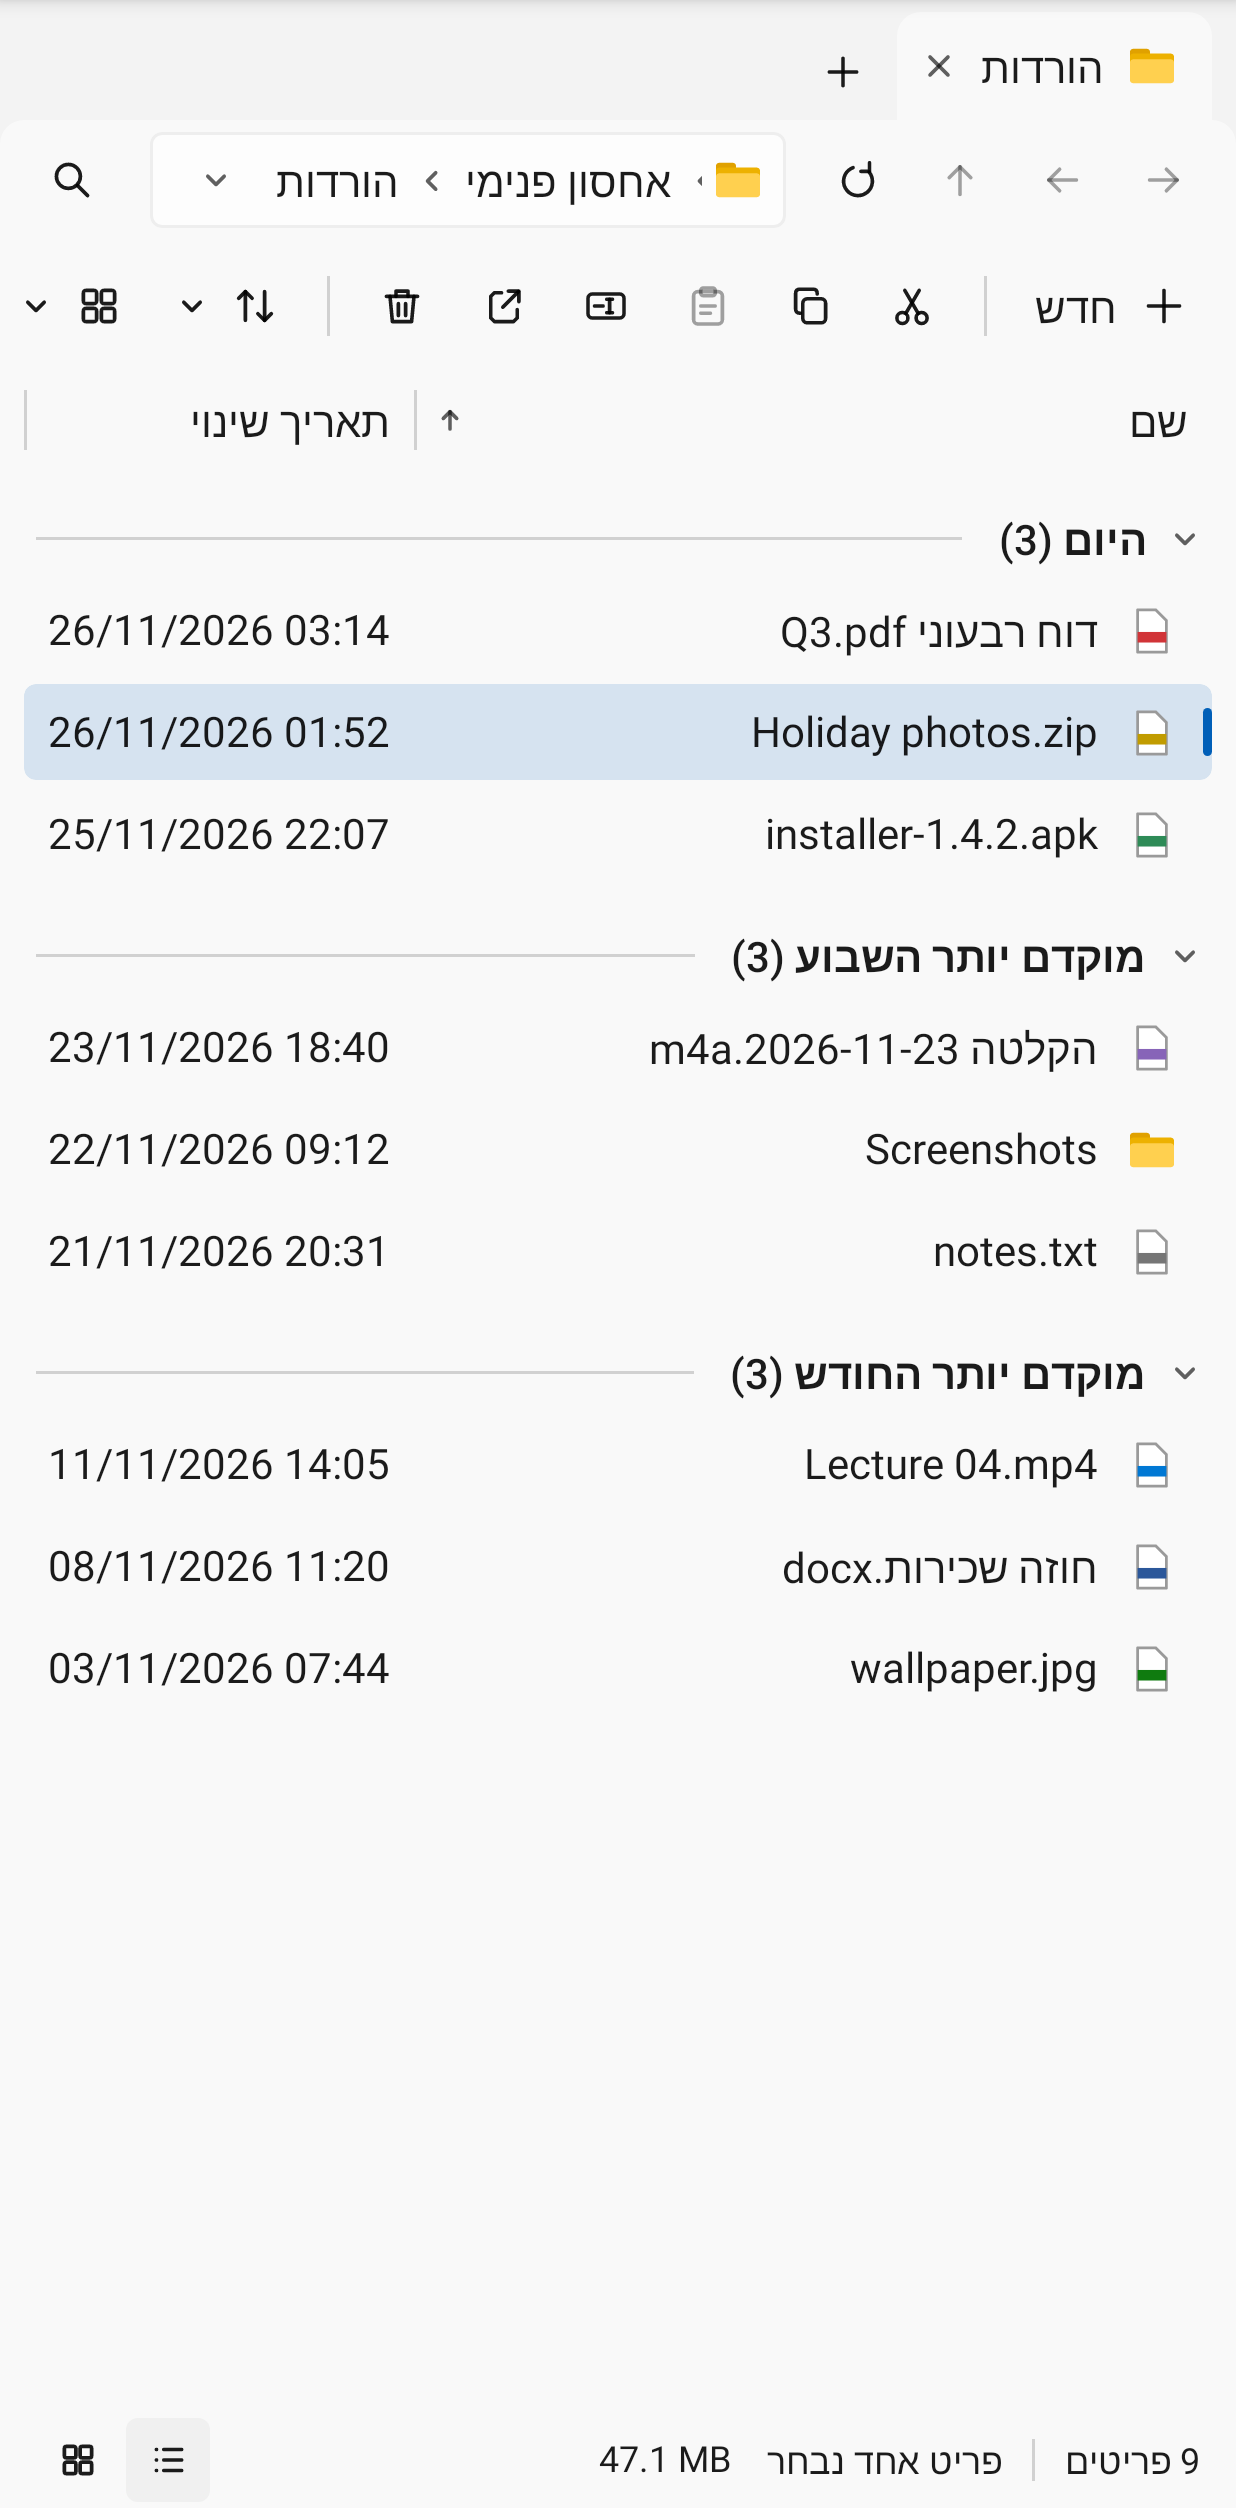 הורדות
אחסון פנימי
הורדות
חדש
שם
תאריך שינוי
היום (3)
דוח רבעוני Q3.pdf
26/11/2026 03:14
Holiday photos.zip
26/11/2026 01:52
installer-1.4.2.apk
25/11/2026 22:07
מוקדם יותר השבוע (3)
הקלטה 2026-11-23.m4a
23/11/2026 18:40
Screenshots
22/11/2026 09:12
notes.txt
21/11/2026 20:31
מוקדם יותר החודש (3)
Lecture 04.mp4
11/11/2026 14:05
חוזה שכירות.docx
08/11/2026 11:20
wallpaper.jpg
03/11/2026 07:44
9 פריטים
פריט אחד נבחר
47.1 MB